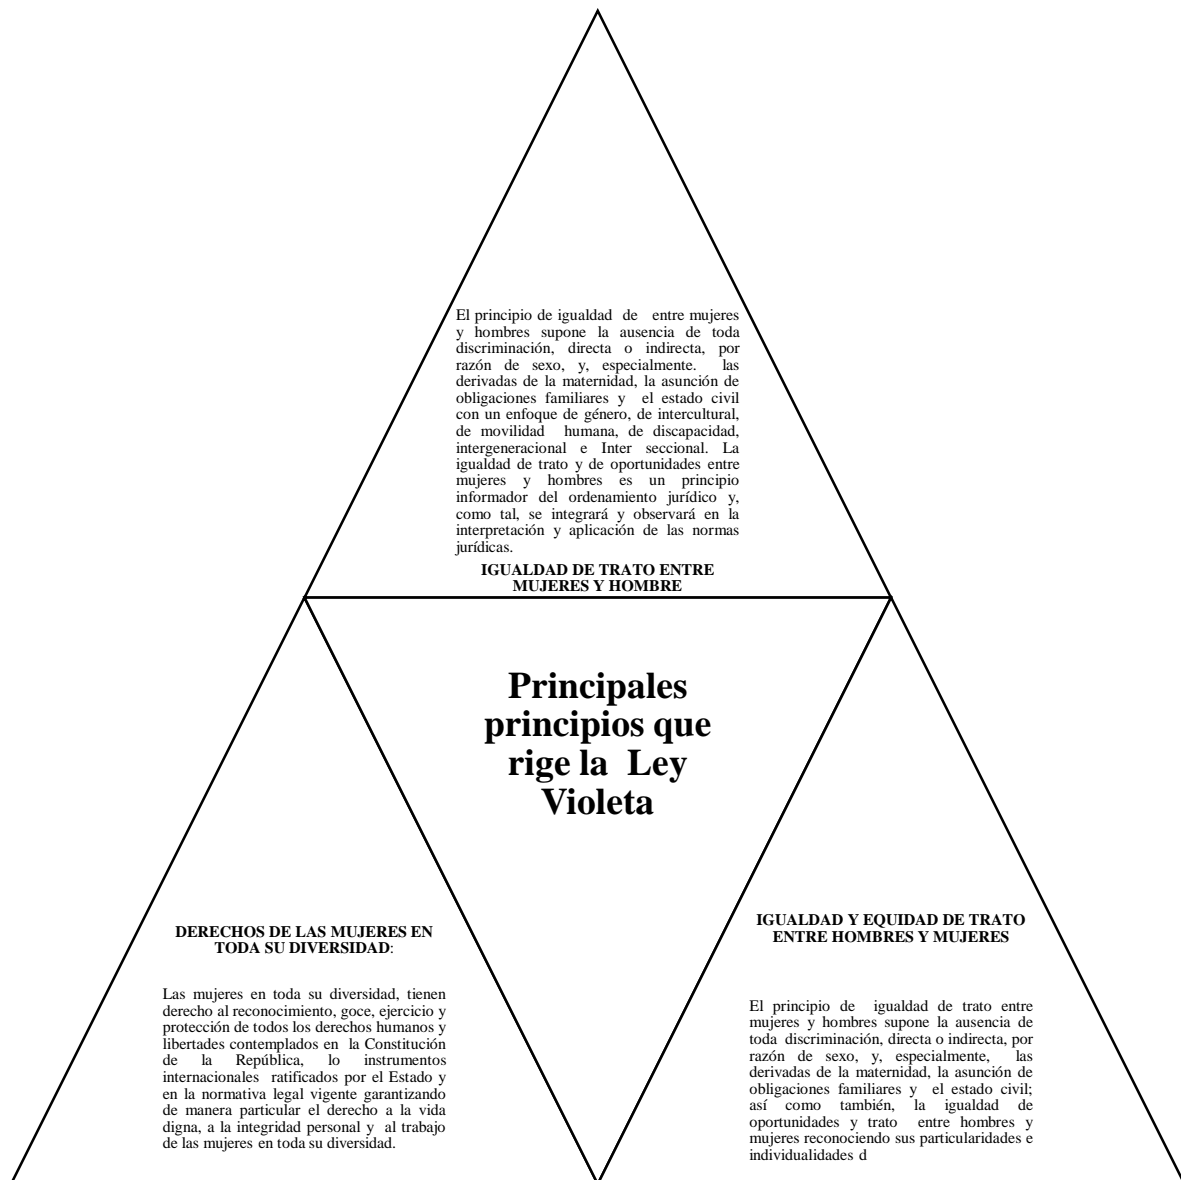 El principio de igualdad de entre mujeres
y hombres supone la ausencia de toda
discriminación, directa o indirecta, por
razón de sexo, y, especialmente. las
derivadas de la maternidad, la asunción de
obligaciones familiares y el estado civil
con un enfoque de género, de intercultural,
de movilidad humana, de discapacidad,
intergeneracional e Inter seccional. La
igualdad de trato y de oportunidades entre
mujeres y hombres es un principio
informador del ordenamiento jurídico y,
como tal, se integrará y observará en la
interpretación y aplicación de las normas
jurídicas.
IGUALDAD DE TRATO ENTRE
MUJERES Y HOMBRE
Principales
principios que
rige la Ley
Violeta
DERECHOS DE LAS MUJERES EN
TODA SU DIVERSIDAD:
Las mujeres en toda su diversidad, tienen
derecho al reconocimiento, goce, ejercicio y
protección de todos los derechos humanos y
libertades contemplados en la Constitución
de la República, lo instrumentos
internacionales ratificados por el Estado y
en la normativa legal vigente garantizando
de manera particular el derecho a la vida
digna, a la integridad personal y al trabajo
de las mujeres en toda su diversidad.
IGUALDAD Y EQUIDAD DE TRATO
ENTRE HOMBRES Y MUJERES
El principio de igualdad de trato entre
mujeres y hombres supone la ausencia de
toda discriminación, directa o indirecta, por
razón de sexo, y, especialmente, las
derivadas de la maternidad, la asunción de
obligaciones familiares y el estado civil;
así como también, la igualdad de
oportunidades y trato entre hombres y
mujeres reconociendo sus particularidades e
individualidades d